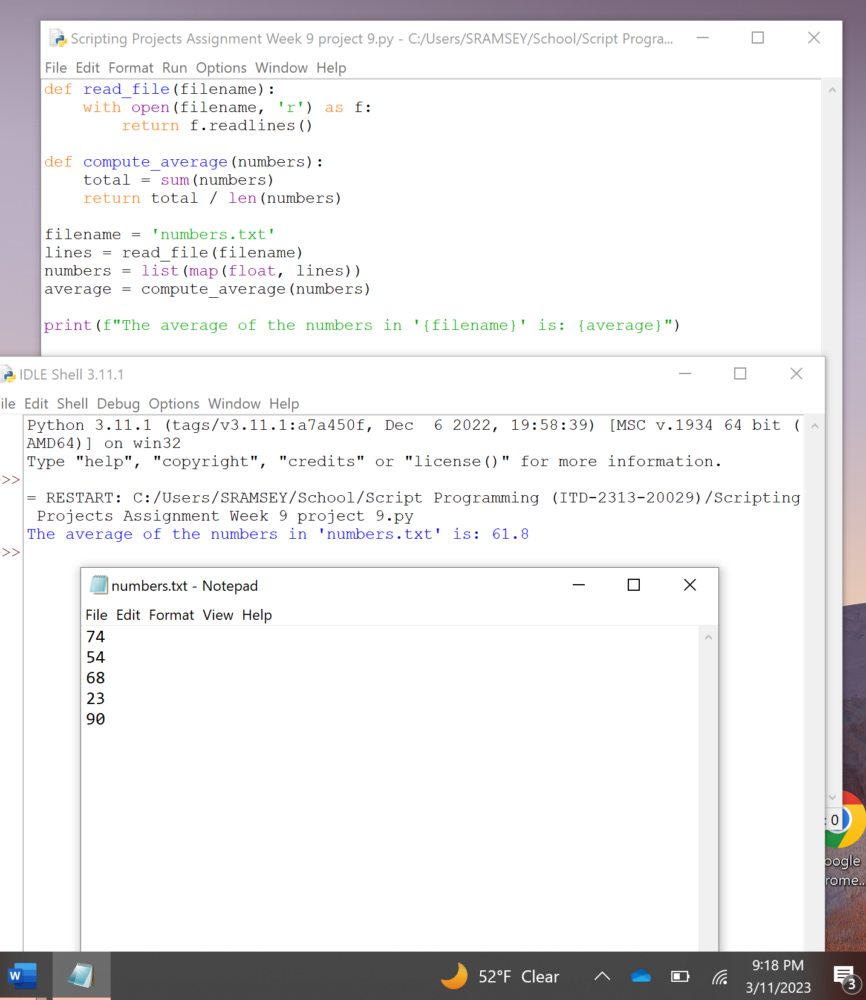 Scripting Projects Assignment Week 9 project 9.py - C:/Users/SRAMSEY/School/Script Progra...
File Edit Format Run Options Window Help
def read_file(filename):
    with open(filename, 'r') as f:
        return f.readlines()

def compute_average(numbers):
    total = sum(numbers)
    return total / len(numbers)

filename = 'numbers.txt'
lines = read_file(filename)
numbers = list(map(float, lines))
average = compute_average(numbers)

print(f"The average of the numbers in '{filename}' is: {average}")
IDLE Shell 3.11.1
ile Edit Shell Debug Options Window Help
Python 3.11.1 (tags/v3.11.1:a7a450f, Dec  6 2022, 19:58:39) [MSC v.1934 64 bit (
AMD64)] on win32
Type "help", "copyright", "credits" or "license()" for more information.
>>
= RESTART: C:/Users/SRAMSEY/School/Script Programming (ITD-2313-20029)/Scripting
 Projects Assignment Week 9 project 9.py
The average of the numbers in 'numbers.txt' is: 61.8
>>
numbers.txt - Notepad
File Edit Format View Help
74
54
68
23
90
: 0
oogle
rome...
W
52°F Clear
9:18 PM
3/11/2023
3